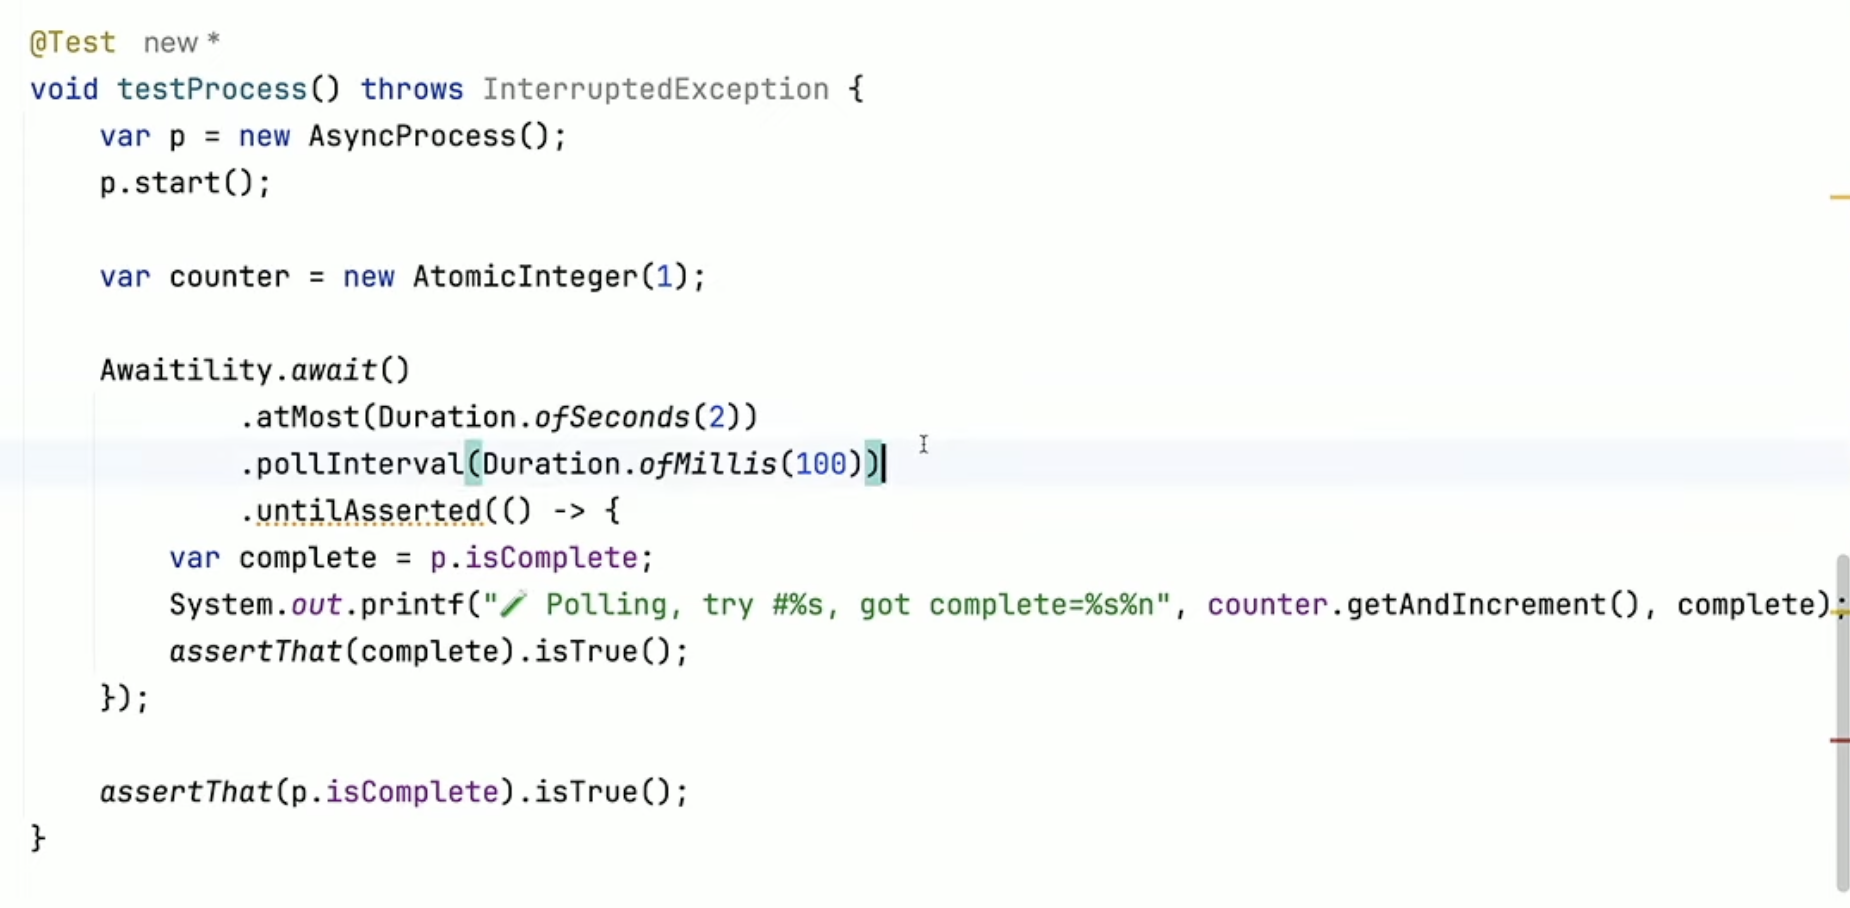 @Test new *
void testProcess() throws InterruptedException {
var p = new AsyncProcess();
p.start();
var counter = new AtomicInteger(1);
Awaitility.await()
.atMost(Duration.ofSeconds(2))
.pollInterval(Duration.ofMillis(100))
.untilAsserted(() -> {
var complete = p.isComplete;
System.out.printf("🧪 Polling, try #%s, got complete=%s%n", counter.getAndIncrement(), complete);
assertThat(complete).isTrue();
});
assertThat(p.isComplete).isTrue();
}